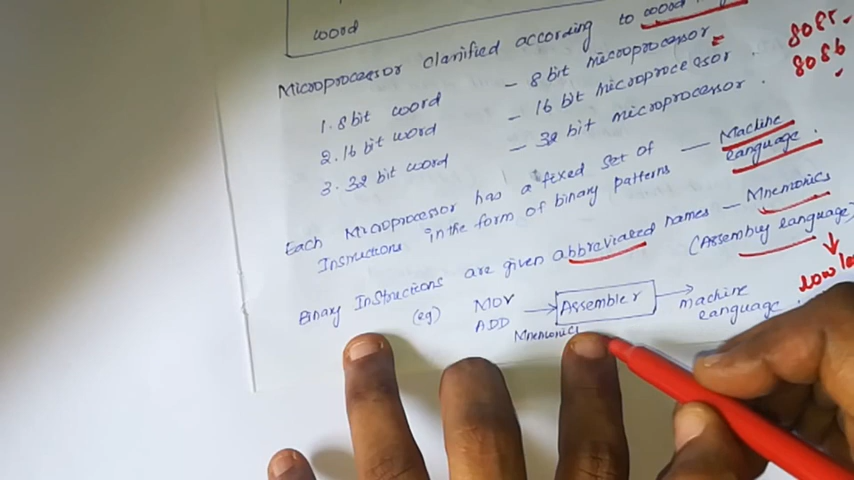 word
Microprocessor clarified according to word
1. 8 bit word - 8 bit microprocessor 8085
2. 16 bit word - 16 bit microprocessor. 8086
3. 32 bit word - 32 bit microprocessor.
Each Microprocessor has a fixed set of — Machine
Instructions in the form of binary patterns language.
Binary Instructions are given abbreviated names — Mnemonics
(Assembly language)
low
(eg) MOV Assembler machine
ADD language.
Mnemonics